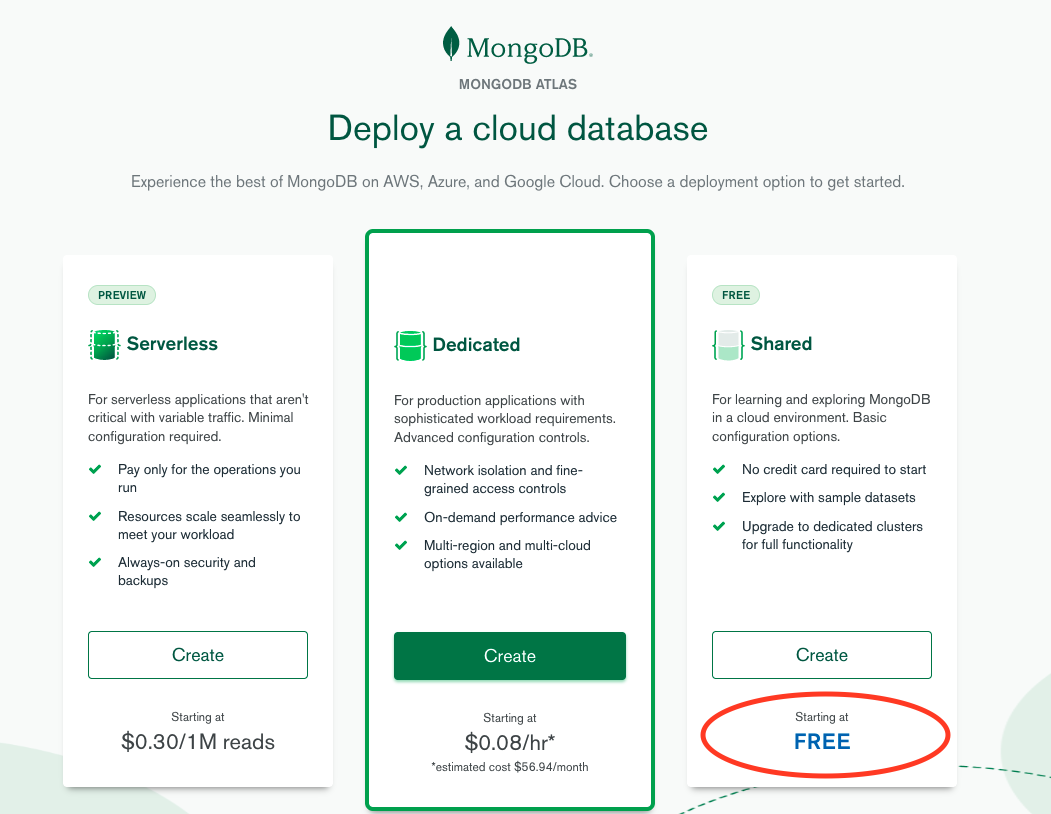 MongoDB.
MONGODB ATLAS
Deploy a cloud database
Experience the best of MongoDB on AWS, Azure, and Google Cloud. Choose a deployment option to get started.
PREVIEW
Serverless
For serverless applications that aren't
critical with variable traffic. Minimal
configuration required.
Pay only for the operations you
run
Resources scale seamlessly to
meet your workload
Always-on security and
backups
Create
Starting at
$0.30/1M reads
Dedicated
For production applications with
sophisticated workload requirements.
Advanced configuration controls.
Network isolation and fine-
grained access controls
On-demand performance advice
Multi-region and multi-cloud
options available
Create
Starting at
$0.08/hr*
*estimated cost $56.94/month
FREE
Shared
For learning and exploring MongoDB
in a cloud environment. Basic
configuration options.
No credit card required to start
Explore with sample datasets
Upgrade to dedicated clusters
for full functionality
Create
Starting at
FREE